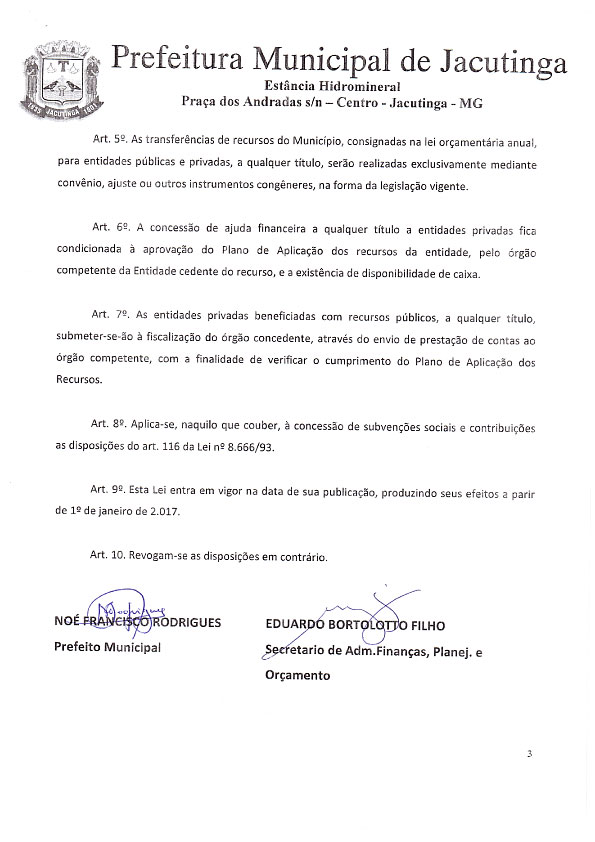 Prefeitura Municipal de Jacutinga
Estância Hidromineral
Praça dos Andradas s/n – Centro - Jacutinga - MG
JACUTINGA
Art. 5º. As transferências de recursos do Município, consignadas na lei orçamentária anual,
para entidades públicas e privadas, a qualquer título, serão realizadas exclusivamente mediante
convênio, ajuste ou outros instrumentos congêneres, na forma da legislação vigente.
Art. 6º. A concessão de ajuda financeira a qualquer título a entidades privadas fica
condicionada à aprovação do Plano de Aplicação dos recursos da entidade, pelo órgão
competente da Entidade cedente do recurso, e a existência de disponibilidade de caixa.
Art. 7º. As entidades privadas beneficiadas com recursos públicos, a qualquer título,
submeter-se-ão à fiscalização do órgão concedente, através do envio de prestação de contas ao
órgão competente, com a finalidade de verificar o cumprimento do Plano de Aplicação dos
Recursos.
Art. 8º. Aplica-se, naquilo que couber, à concessão de subvenções sociais e contribuições
as disposições do art. 116 da Lei nº 8.666/93.
Art. 9º. Esta Lei entra em vigor na data de sua publicação, produzindo seus efeitos a parir
de 1º de janeiro de 2.017.
Art. 10. Revogam-se as disposições em contrário.
NOÉ FRANCISCO RODRIGUES
Prefeito Municipal
EDUARDO BORTOLOTTO FILHO
Secretario de Adm.Finanças, Planej. e
Orçamento
3